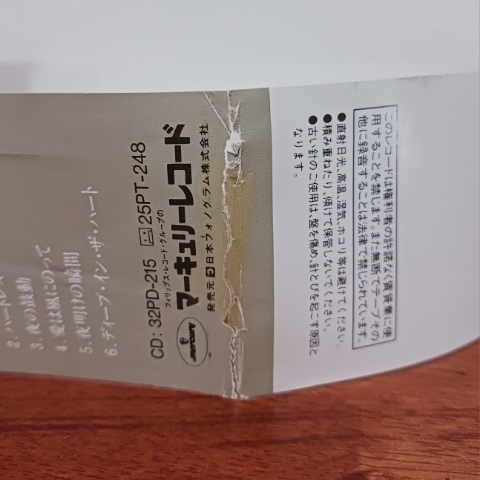 このレコードは権利者の許諾なく賃貸業に使
用することを禁じます。また無断でテープその
他に録音することは法律で禁じられています。
●直射日光、高温、湿気、ホコリ等は避けてください。
●積み重ねたり、傾けて保管しないでください。
●古い針のご使用は、盤を傷め、針とびを起こす原因と
なります。
3.夜の鼓動
4.愛は風にのって
5.夜明けの瞬間
6.ディープ・イン・ザ・ハート
CD: 32PD-215 25PT-248
フィリップス・レコード・グループの
マーキュリーレコード
MERCURY
発売元 日本フォノグラム株式会社